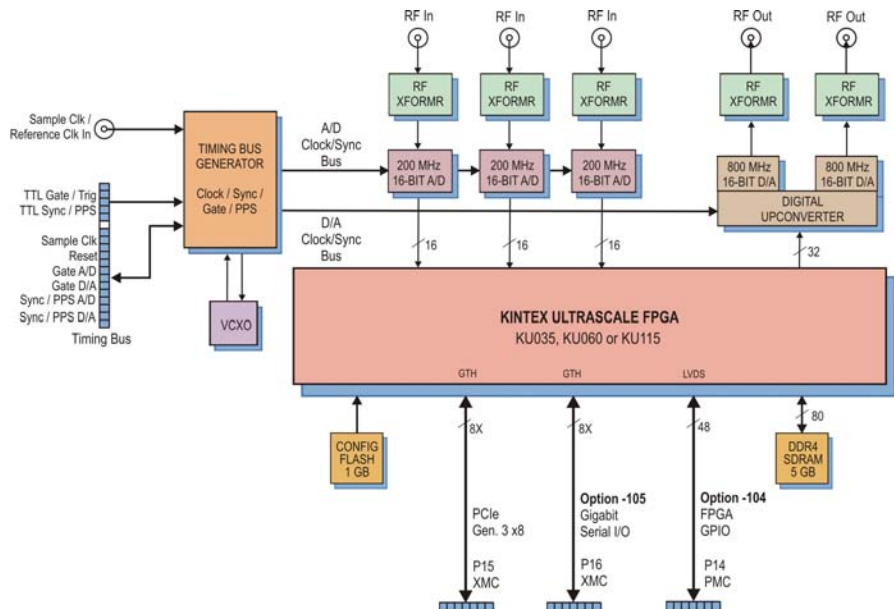 RF In
RF In
RF In
RF Out
RF Out
RF
XFORMR
RF
XFORMR
RF
XFORMR
RF
XFORMR
RF
XFORMR
Sample Clk /
Reference Clk In
TIMING BUS
GENERATOR
Clock / Sync /
Gate / PPS
A/D
Clock/Sync
Bus
200 MHz
16-BIT A/D
200 MHz
16-BIT A/D
200 MHz
16-BIT A/D
800 MHz
16-BIT D/A
800 MHz
16-BIT D/A
DIGITAL
UPCONVERTER
TTL Gate / Trig
TTL Sync / PPS
Sample Clk
Reset
Gate A/D
Gate D/A
Sync / PPS A/D
Sync / PPS D/A
Timing Bus
D/A
Clock/Sync
Bus
16
16
16
32
VCXO
KINTEX ULTRASCALE FPGA
KU035, KU060 or KU115
GTH
GTH
LVDS
8X
8X
48
80
CONFIG
FLASH
1 GB
DDR4
SDRAM
5 GB
PCIe
Gen. 3 x8
Option -105
Gigabit
Serial I/O
Option -104
FPGA
GPIO
P15
XMC
P16
XMC
P14
PMC